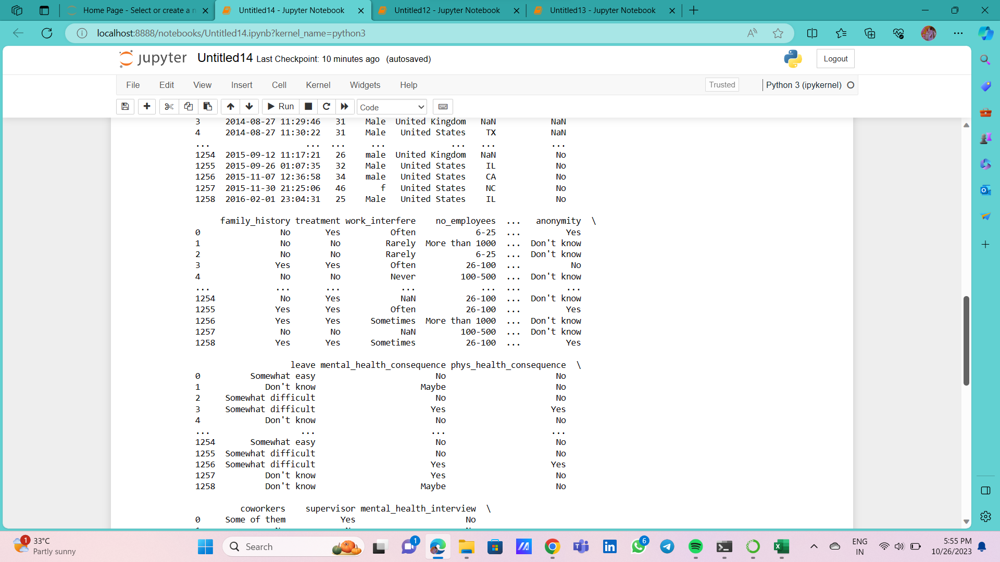 Home Page - Select or create a n
Untitled14 - Jupyter Notebook
Untitled12 - Jupyter Notebook
Untitled13 - Jupyter Notebook
localhost:8888/notebooks/Untitled14.ipynb?kernel_name=python3
jupyter Untitled14 Last Checkpoint: 10 minutes ago (autosaved)
Logout
File Edit View Insert Cell Kernel Widgets Help
Trusted
Python 3 (ipykernel)
Run
Code
3 2014-08-27 11:29:46 31 Male United Kingdom NaN NaN
4 2014-08-27 11:30:22 31 Male United States TX NaN
... ... ... ... ... ... ...
1254 2015-09-12 11:17:21 26 male United Kingdom NaN No
1255 2015-09-26 01:07:35 32 Male United States IL No
1256 2015-11-07 12:36:58 34 male United States CA No
1257 2015-11-30 21:25:06 46 f United States NC No
1258 2016-02-01 23:04:31 25 Male United States IL No
family_history treatment work_interfere no_employees ... anonymity \
0 No Yes Often 6-25 ... Yes
1 No No Rarely More than 1000 ... Don't know
2 No No Rarely 6-25 ... Don't know
3 Yes Yes Often 26-100 ... No
4 No No Never 100-500 ... Don't know
... ... ... ... ... ... ...
1254 No Yes NaN 26-100 ... Don't know
1255 Yes Yes Often 26-100 ... Yes
1256 Yes Yes Sometimes More than 1000 ... Don't know
1257 No No NaN 100-500 ... Don't know
1258 Yes Yes Sometimes 26-100 ... Yes
leave mental_health_consequence phys_health_consequence \
0 Somewhat easy No No
1 Don't know Maybe No
2 Somewhat difficult No No
3 Somewhat difficult Yes Yes
4 Don't know No No
... ... ... ...
1254 Somewhat easy No No
1255 Somewhat difficult No No
1256 Somewhat difficult Yes Yes
1257 Don't know Yes No
1258 Don't know Maybe No
coworkers supervisor mental_health_interview \
0 Some of them Yes No
1
33°C
Partly sunny
Search
1
6
ENG
IN
5:55 PM
10/26/2023